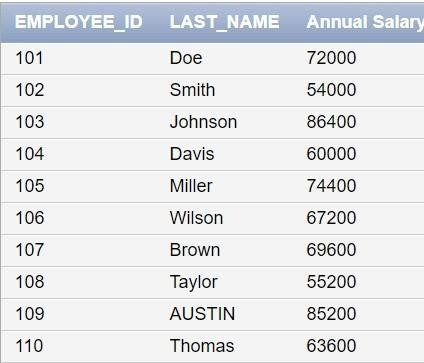 EMPLOYEE_ID LAST_NAME Annual Salary
101 Doe 72000
102 Smith 54000
103 Johnson 86400
104 Davis 60000
105 Miller 74400
106 Wilson 67200
107 Brown 69600
108 Taylor 55200
109 AUSTIN 85200
110 Thomas 63600